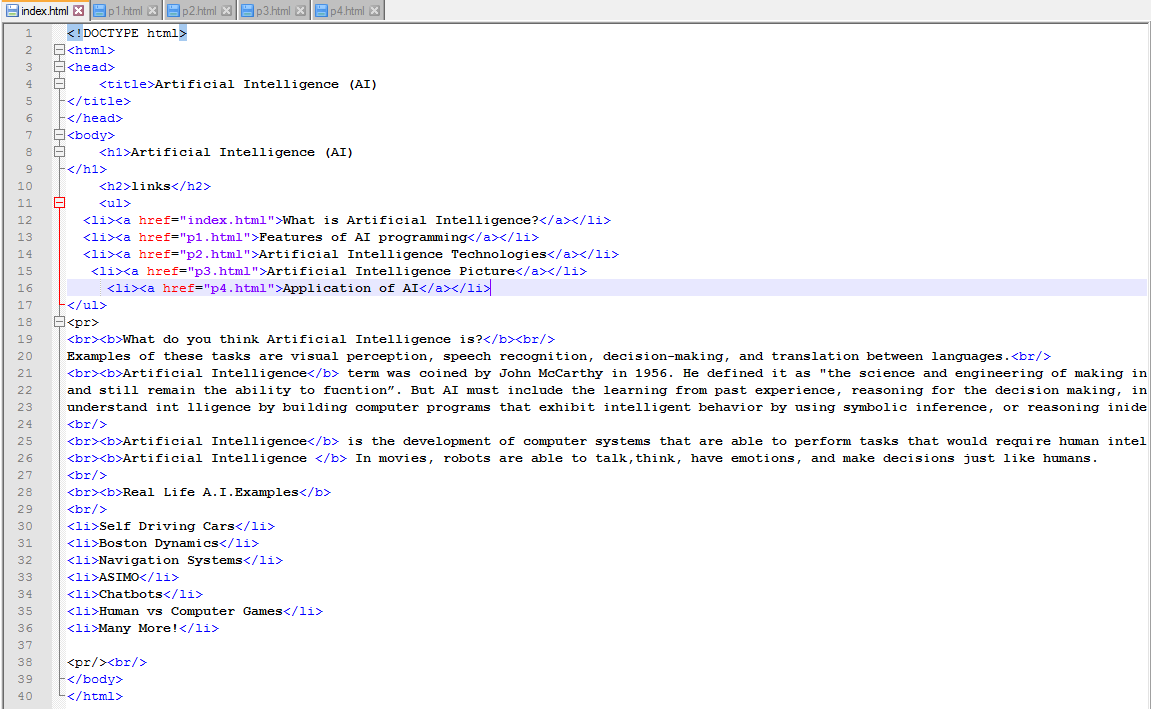 index.html p1.html p2.html p3.html p4.html
1 <!DOCTYPE html>
2 <html>
3 <head>
4 <title>Artificial Intelligence (AI)
5 </title>
6 </head>
7 <body>
8 <h1>Artificial Intelligence (AI)
9 </h1>
10 <h2>links</h2>
11 <ul>
12 <li><a href="index.html">What is Artificial Intelligence?</a></li>
13 <li><a href="p1.html">Features of AI programming</a></li>
14 <li><a href="p2.html">Artificial Intelligence Technologies</a></li>
15 <li><a href="p3.html">Artificial Intelligence Picture</a></li>
16 <li><a href="p4.html">Application of AI</a></li>
17 </ul>
18 <pr>
19 <br><b>What do you think Artificial Intelligence is?</b><br/>
20 Examples of these tasks are visual perception, speech recognition, decision-making, and translation between languages.<br/>
21 <br><b>Artificial Intelligence</b> term was coined by John McCarthy in 1956. He defined it as "the science and engineering of making in
22 and still remain the ability to fucntion”. But AI must include the learning from past experience, reasoning for the decision making, in
23 understand int lligence by building computer programs that exhibit intelligent behavior by using symbolic inference, or reasoning inide
24 <br/>
25 <br><b>Artificial Intelligence</b> is the development of computer systems that are able to perform tasks that would require human intel
26 <br><b>Artificial Intelligence </b> In movies, robots are able to talk,think, have emotions, and make decisions just like humans.
27 <br/>
28 <br><b>Real Life A.I.Examples</b>
29 <br/>
30 <li>Self Driving Cars</li>
31 <li>Boston Dynamics</li>
32 <li>Navigation Systems</li>
33 <li>ASIMO</li>
34 <li>Chatbots</li>
35 <li>Human vs Computer Games</li>
36 <li>Many More!</li>
37
38 <pr/><br/>
39 </body>
40 </html>